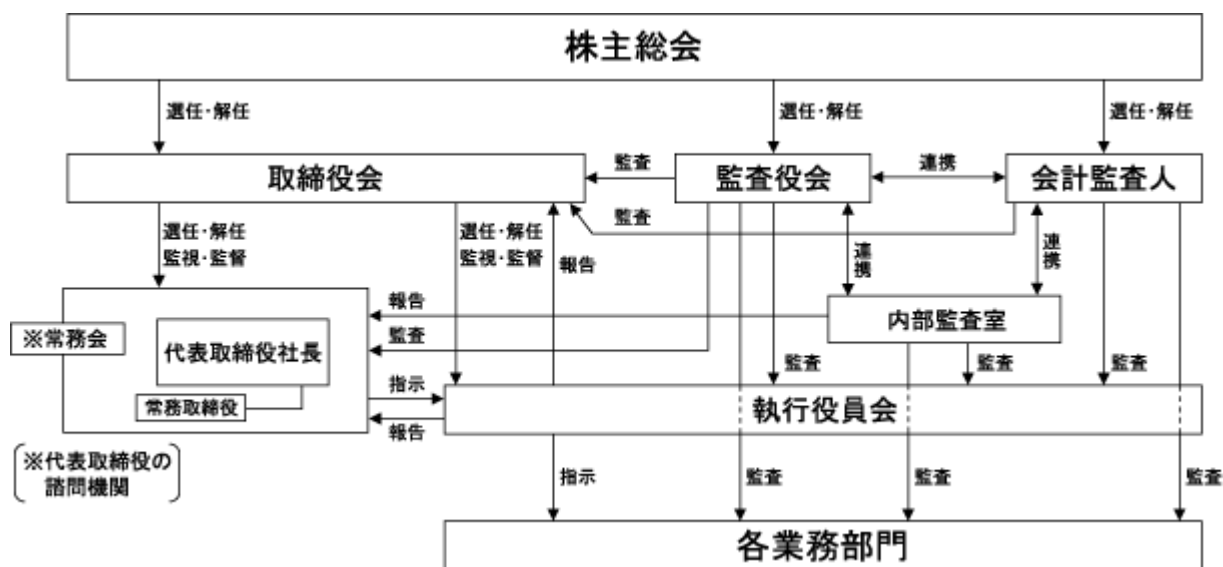 株主総会
選任・解任
選任・解任
選任・解任
取締役会
監査
監査役会
連携
会計監査人
監査
選任・解任
監視・監督
選任・解任
監視・監督
報告
連携
連携
報告
内部監査室
※常務会
代表取締役社長
監査
監査
監査
監査
指示
常務取締役
執行役員会
報告
※代表取締役の
諮問機関
指示
監査
監査
監査
各業務部門